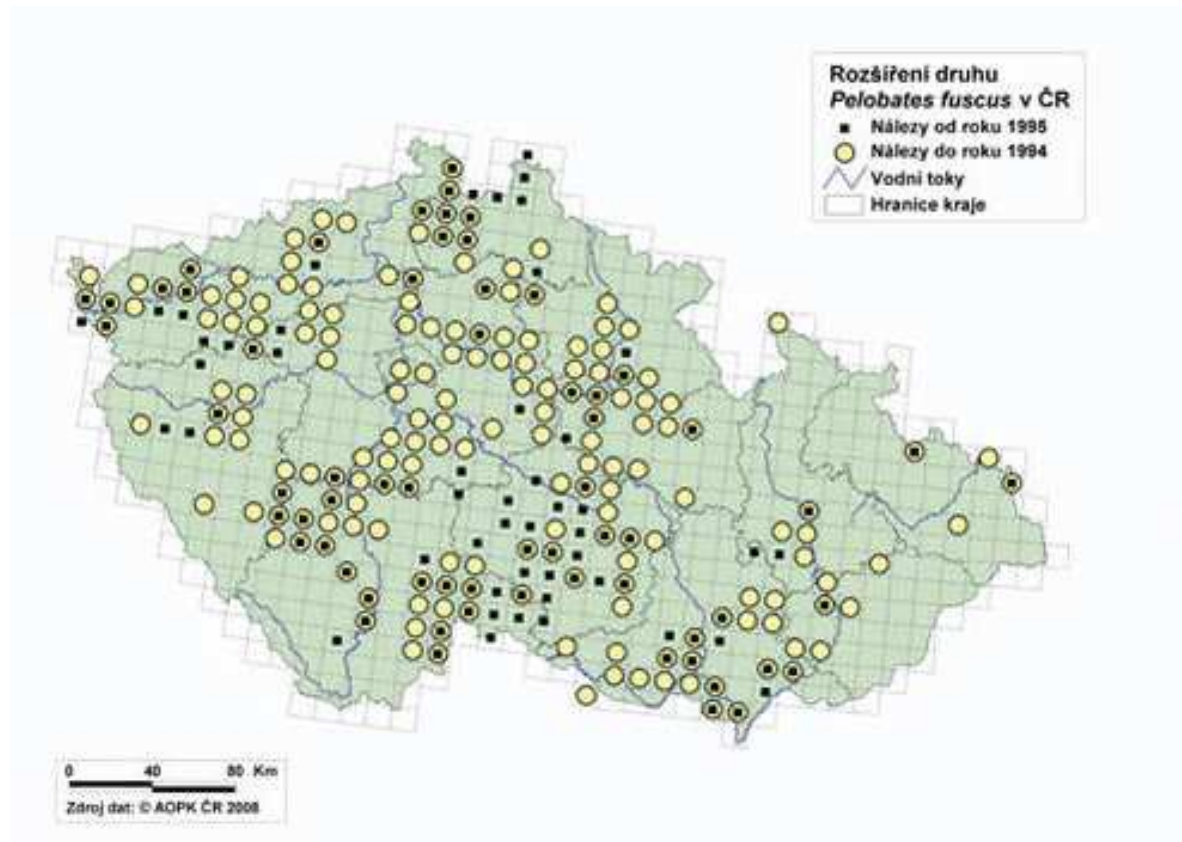 Rozšíření druhu
Pelobates fuscus v ČR
Nálezy od roku 1995
Nálezy do roku 1994
Vodní toky
Hranice kraje
0 40 80 Km
Zdroj dat: © AOPK ČR 2008